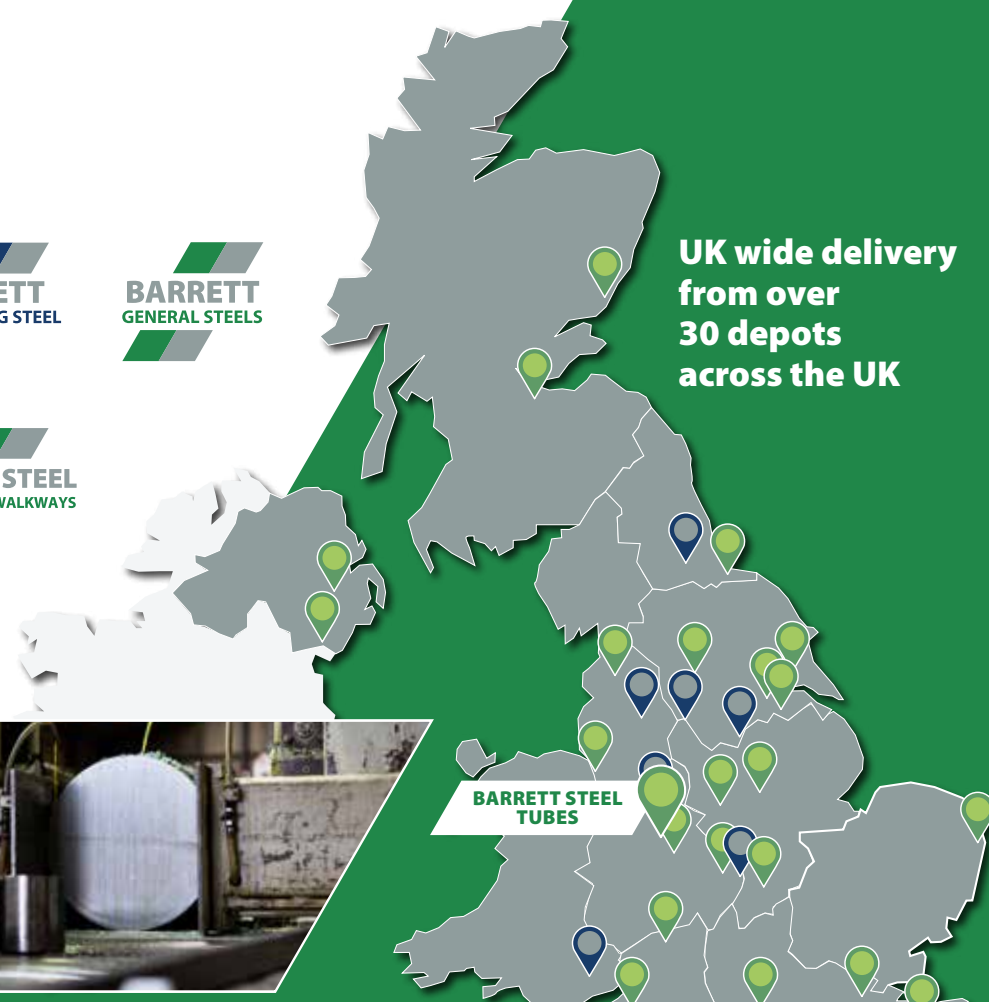 ETT
G STEEL
BARRETT
GENERAL STEELS
STEEL
WALKWAYS
UK wide delivery
from over
30 depots
across the UK
BARRETT STEEL
TUBES